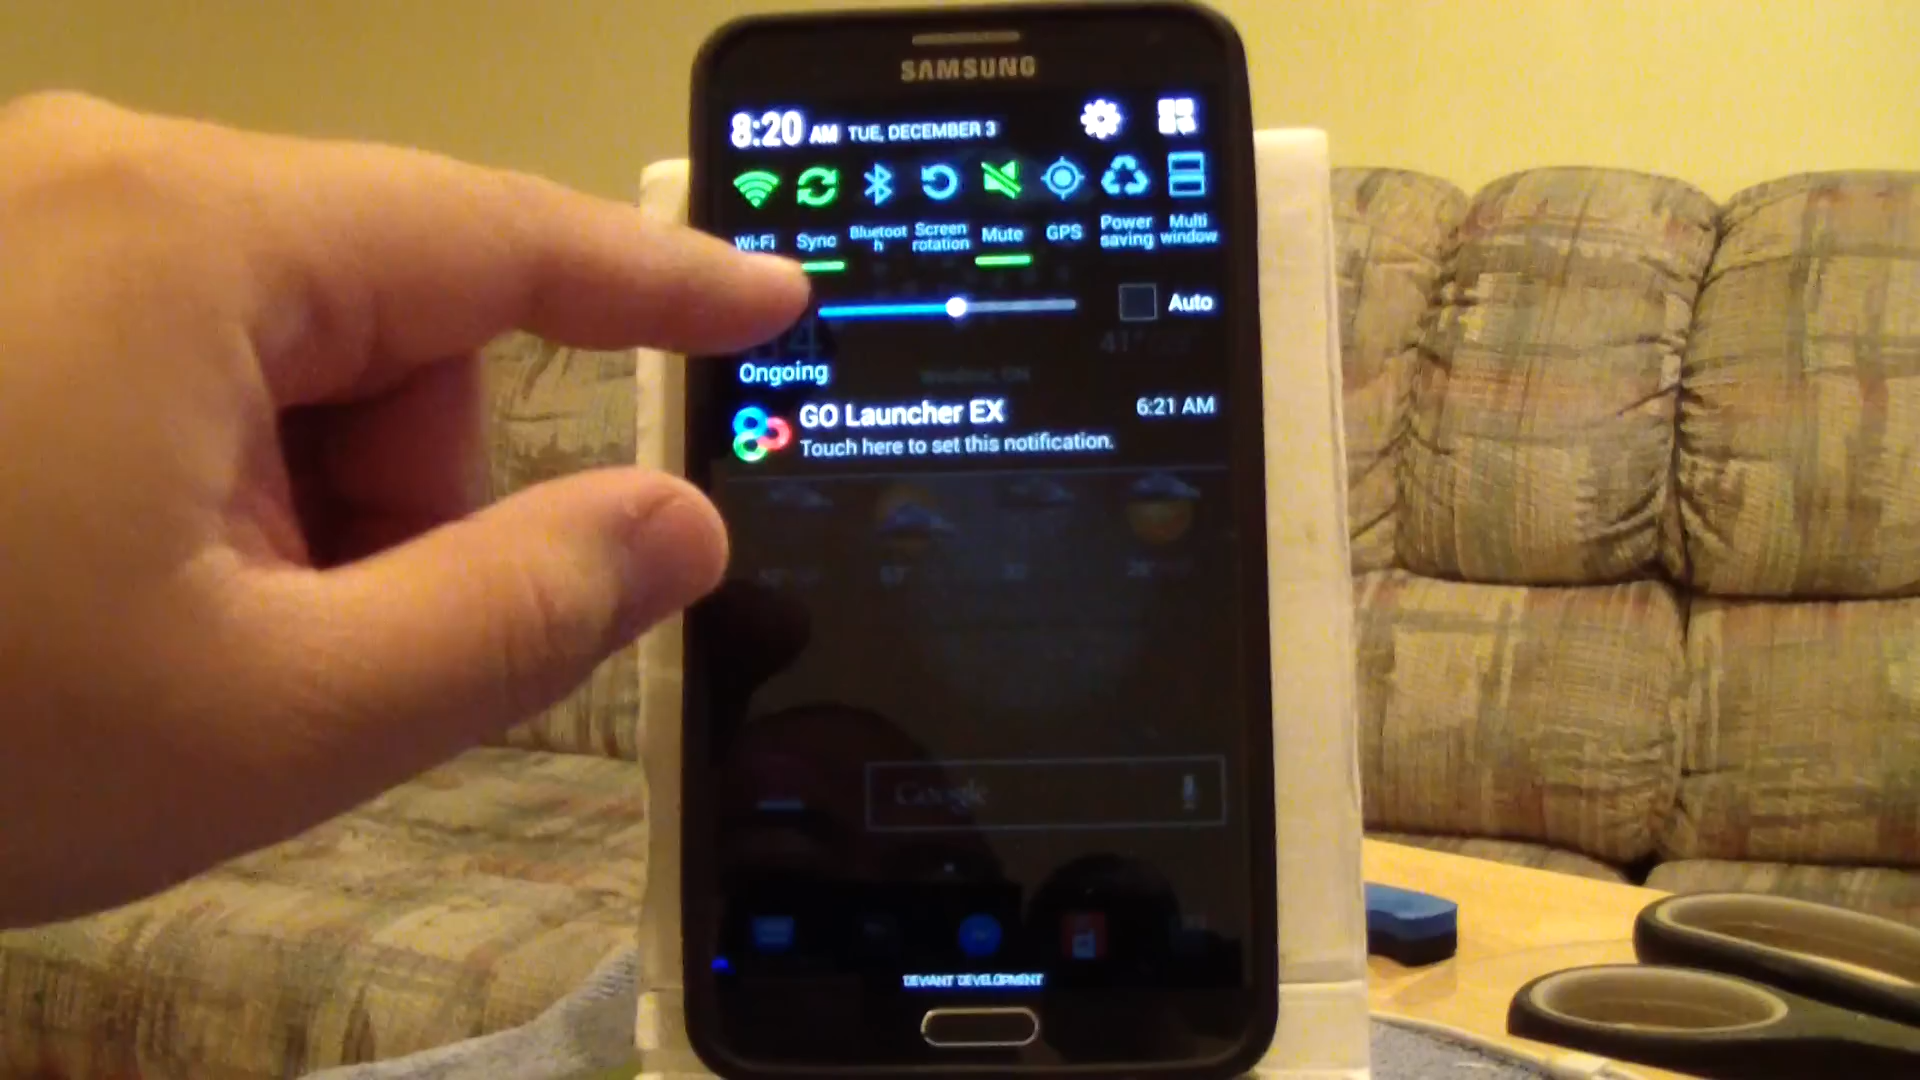 SAMSUNG
8:20 AM TUE, DECEMBER 3
Wi-Fi Sync Bluetoot
h Screen
rotation Mute GPS Power
saving Multi
window
Auto
Ongoing
GO Launcher EX 6:21 AM
Touch here to set this notification.
Google
DEVIANT DEVELOPMENT